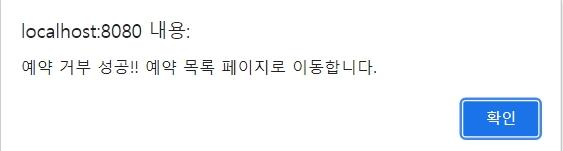 localhost:8080 내용:
예약 거부 성공!! 예약 목록 페이지로 이동합니다.
확인